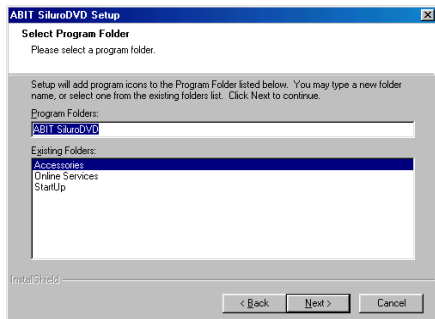 ABIT SiluroDVD Setup
Select Program Folder
Please select a program folder.
Setup will add program icons to the Program Folder listed below. You may type a new folder
name, or select one from the existing folders list. Click Next to continue.
Program Folders:
ABIT SiluroDVD
Existing Folders:
Accessories
Online Services
StartUp
InstallShield
< Back
Next >
Cancel